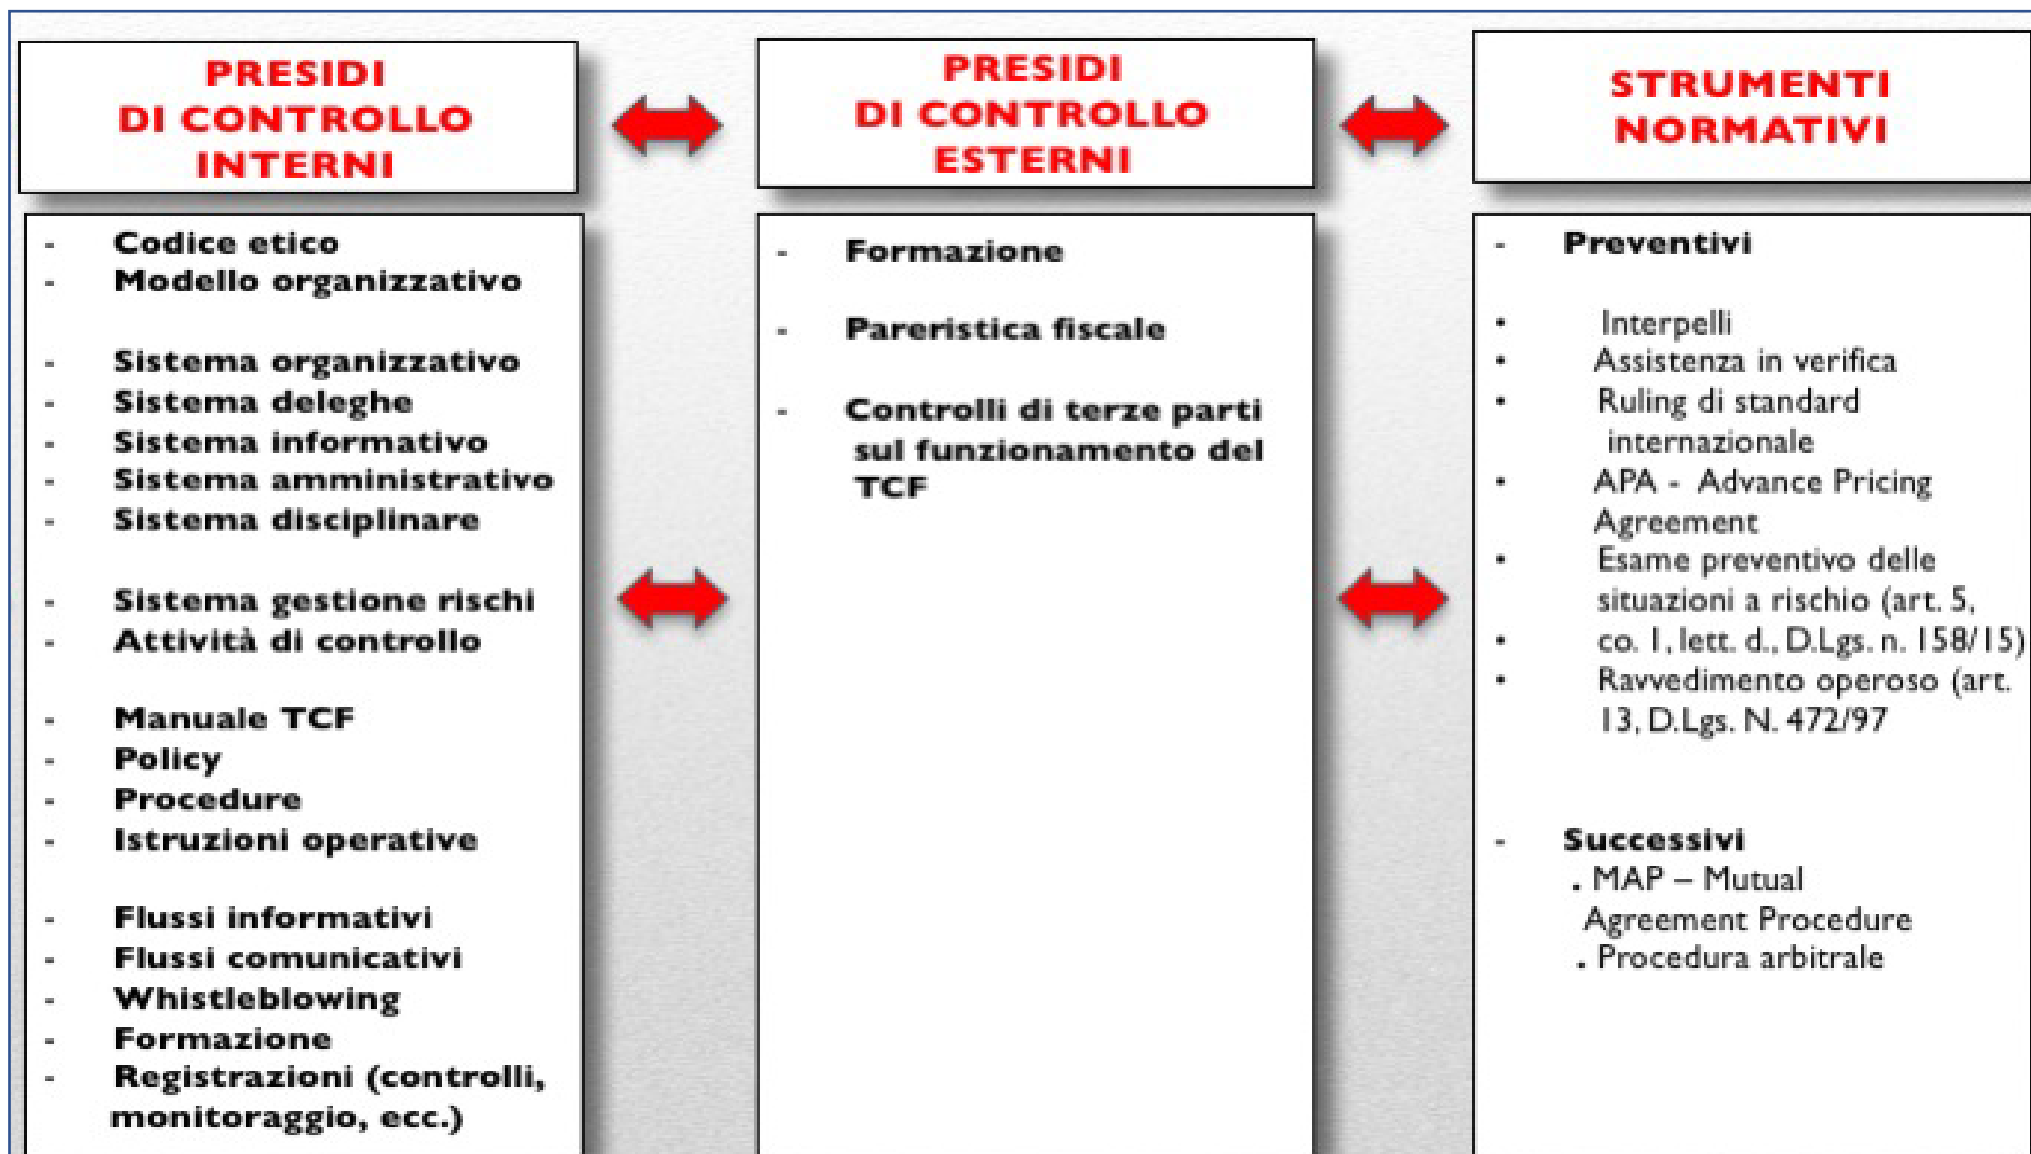 PRESIDI
DI CONTROLLO
INTERNI
- Codice etico
- Modello organizzativo
- Sistema organizzativo
- Sistema deleghe
- Sistema informativo
- Sistema amministrativo
- Sistema disciplinare
- Sistema gestione rischi
- Attività di controllo
- Manuale TCF
- Policy
- Procedure
- Istruzioni operative
- Flussi informativi
- Flussi comunicativi
- Whistleblowing
- Formazione
- Registrazioni (controlli,
monitoraggio, ecc.)
PRESIDI
DI CONTROLLO
ESTERNI
- Formazione
- Pareristica fiscale
- Controlli di terze parti
sul funzionamento del
TCF
STRUMENTI
NORMATIVI
- Preventivi
• Interpelli
• Assistenza in verifica
• Ruling di standard
internazionale
• APA - Advance Pricing
Agreement
• Esame preventivo delle
situazioni a rischio (art. 5,
• co. 1, lett. d., D.Lgs. n. 158/15)
• Ravvedimento operoso (art.
13, D.Lgs. N. 472/97
- Successivi
. MAP – Mutual
Agreement Procedure
. Procedura arbitrale